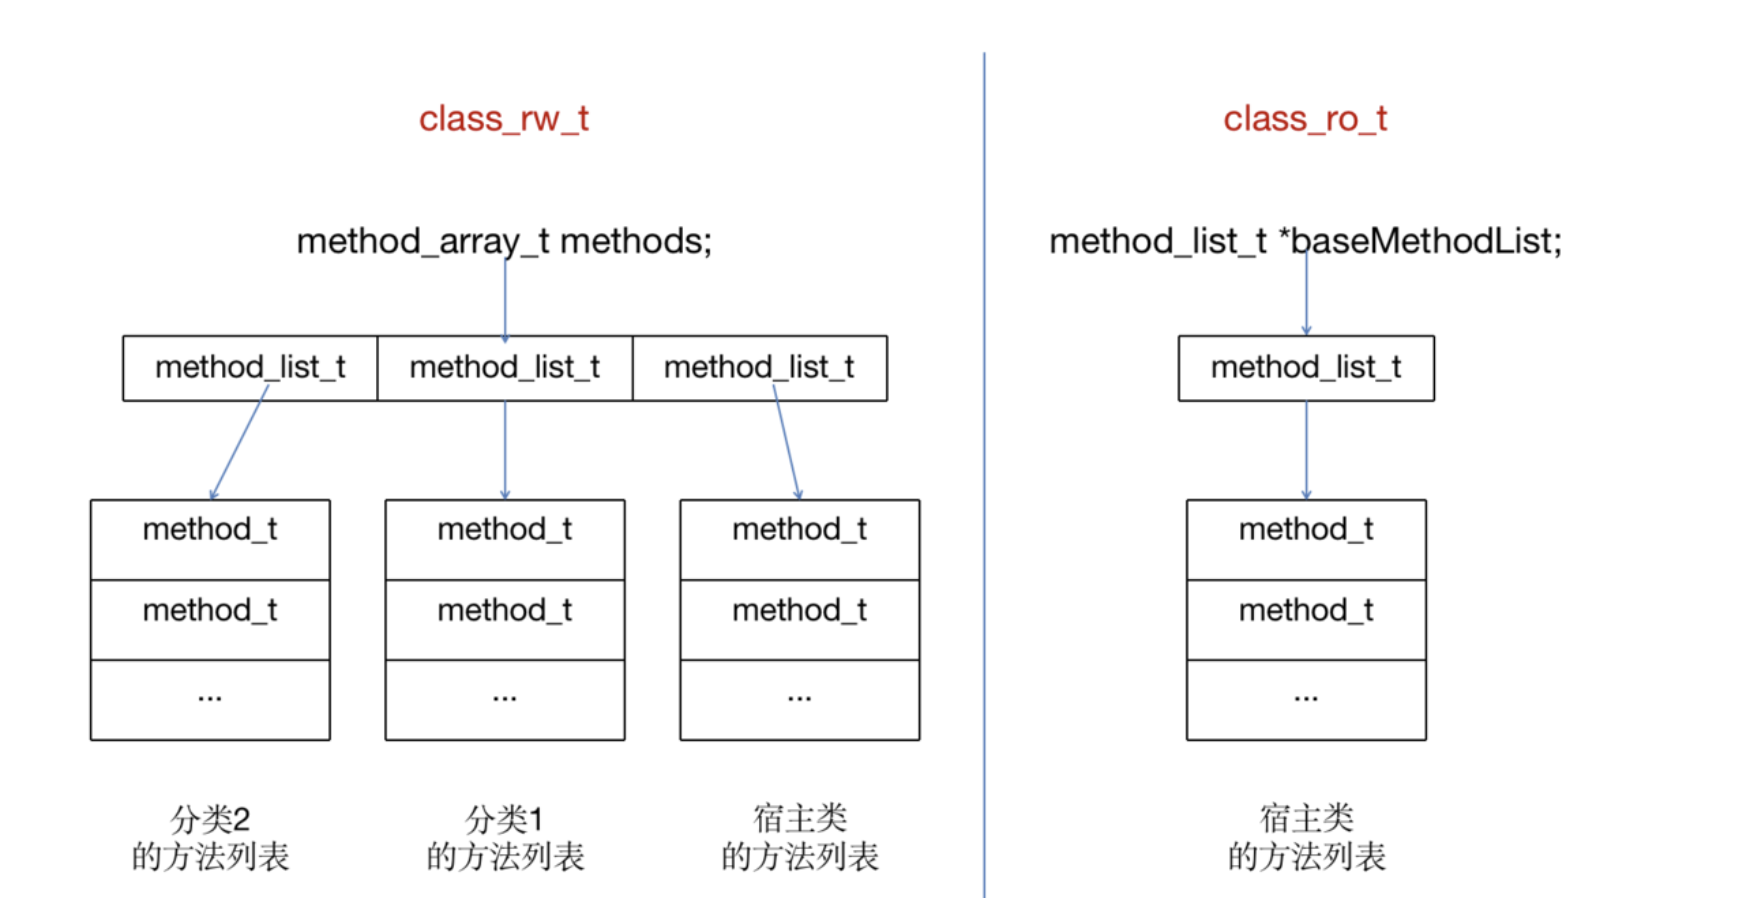 class_rw_t
method_array_t methods;
method_list_t method_list_t method_list_t
method_t method_t method_t
method_t method_t method_t
... ... ...
分类2 分类1 宿主类
的方法列表 的方法列表 的方法列表
class_ro_t
method_list_t *baseMethodList;
method_list_t
method_t
method_t
...
宿主类
的方法列表